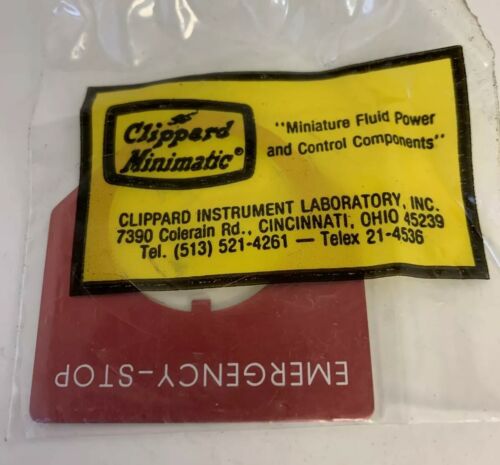 Clippard
Minimatic®
"Miniature Fluid Power
and Control Components"
CLIPPARD INSTRUMENT LABORATORY, INC.
7390 Colerain Rd., CINCINNATI, OHIO 45239
Tel. (513) 521-4261 — Telex 21-4536
EMERGENCY-STOP